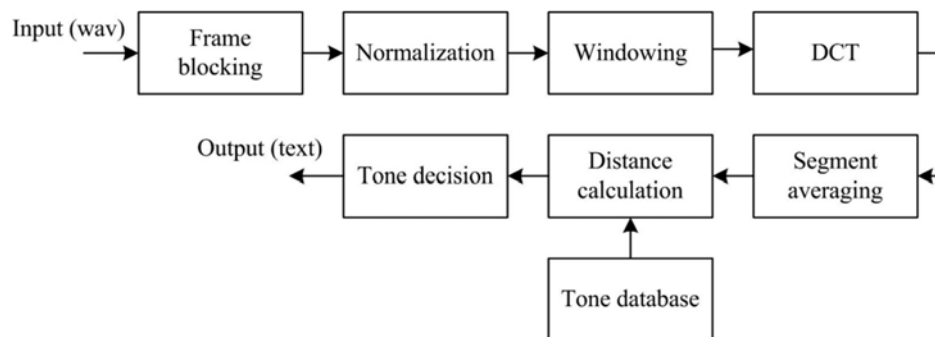 Input (wav)
Frame
blocking
Normalization
Windowing
DCT
Output (text)
Tone decision
Distance
calculation
Segment
averaging
Tone database